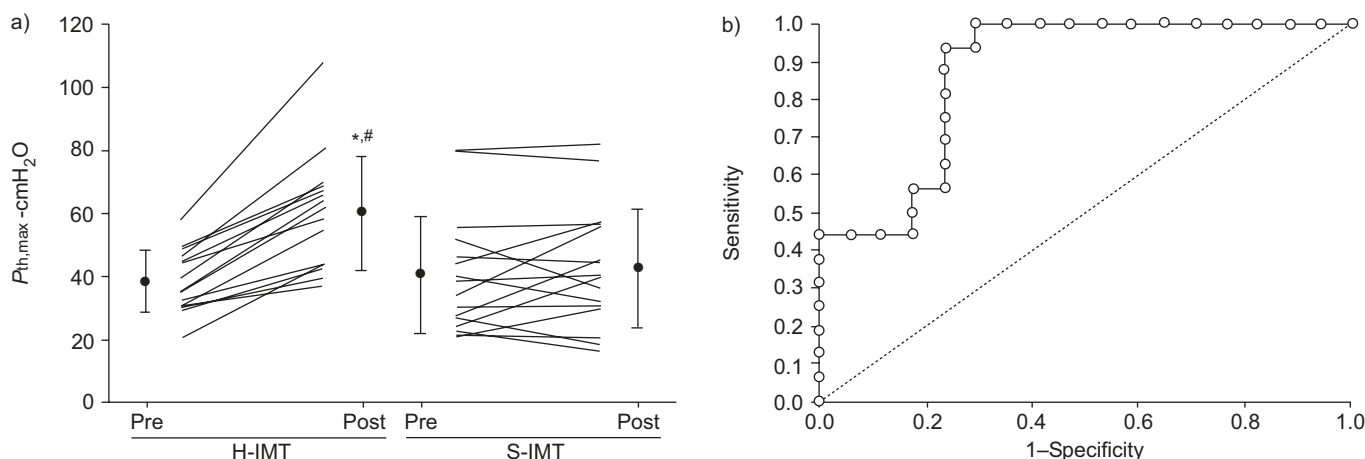 a)
P_th,max -cmH₂O
120
100
80
60
40
20
0
*,#
Pre
Post
Pre
Post
H-IMT
S-IMT
b)
Sensitivity
1.0
0.9
0.8
0.7
0.6
0.5
0.4
0.3
0.2
0.1
0.0
0.0
0.2
0.4
0.6
0.8
1.0
1–Specificity